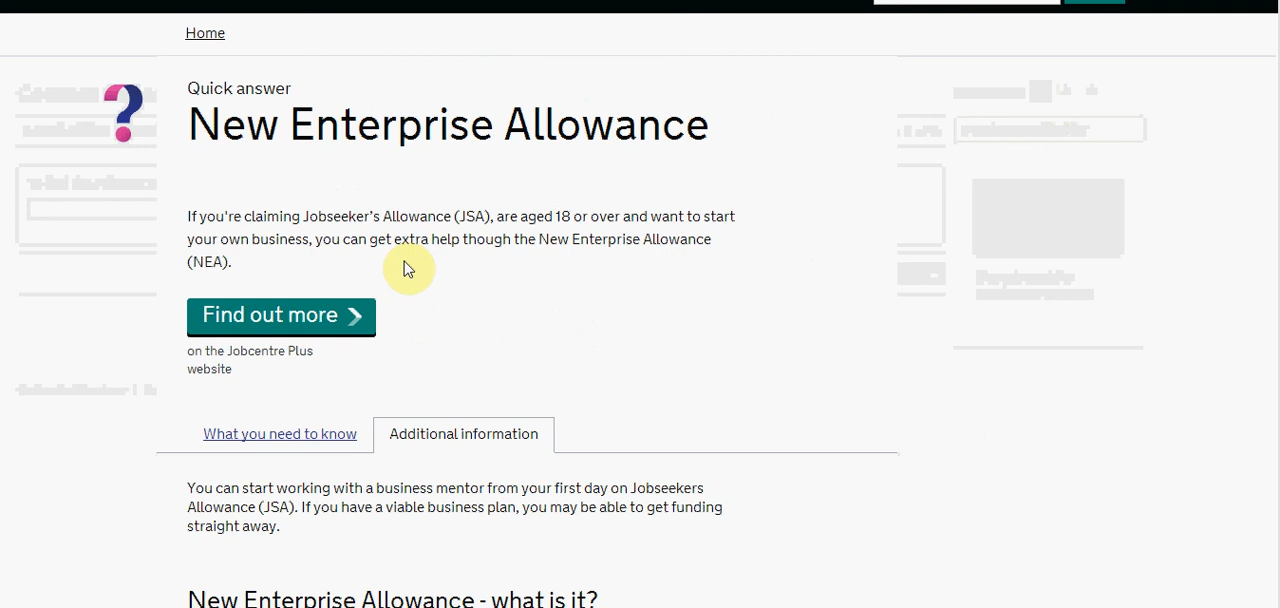 Home
Quick answer
New Enterprise Allowance
If you're claiming Jobseeker's Allowance (JSA), are aged 18 or over and want to start
your own business, you can get extra help though the New Enterprise Allowance
(NEA).
Find out more
on the Jobcentre Plus
website
What you need to know
Additional information
You can start working with a business mentor from your first day on Jobseekers
Allowance (JSA). If you have a viable business plan, you may be able to get funding
straight away.
New Enterprise Allowance - what is it?